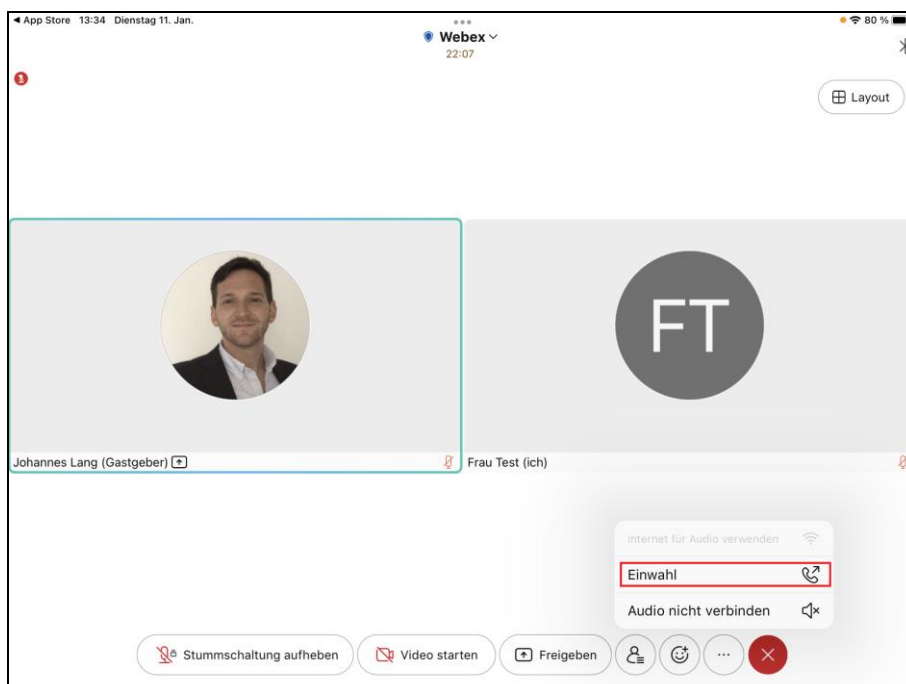 ◀ App Store 13:34 Dienstag 11. Jan.
80 %
Webex
22:07
1
Layout
FT
Johannes Lang (Gastgeber)
Frau Test (ich)
Internet für Audio verwenden
Einwahl
Audio nicht verbinden
Stummschaltung aufheben
Video starten
Freigeben